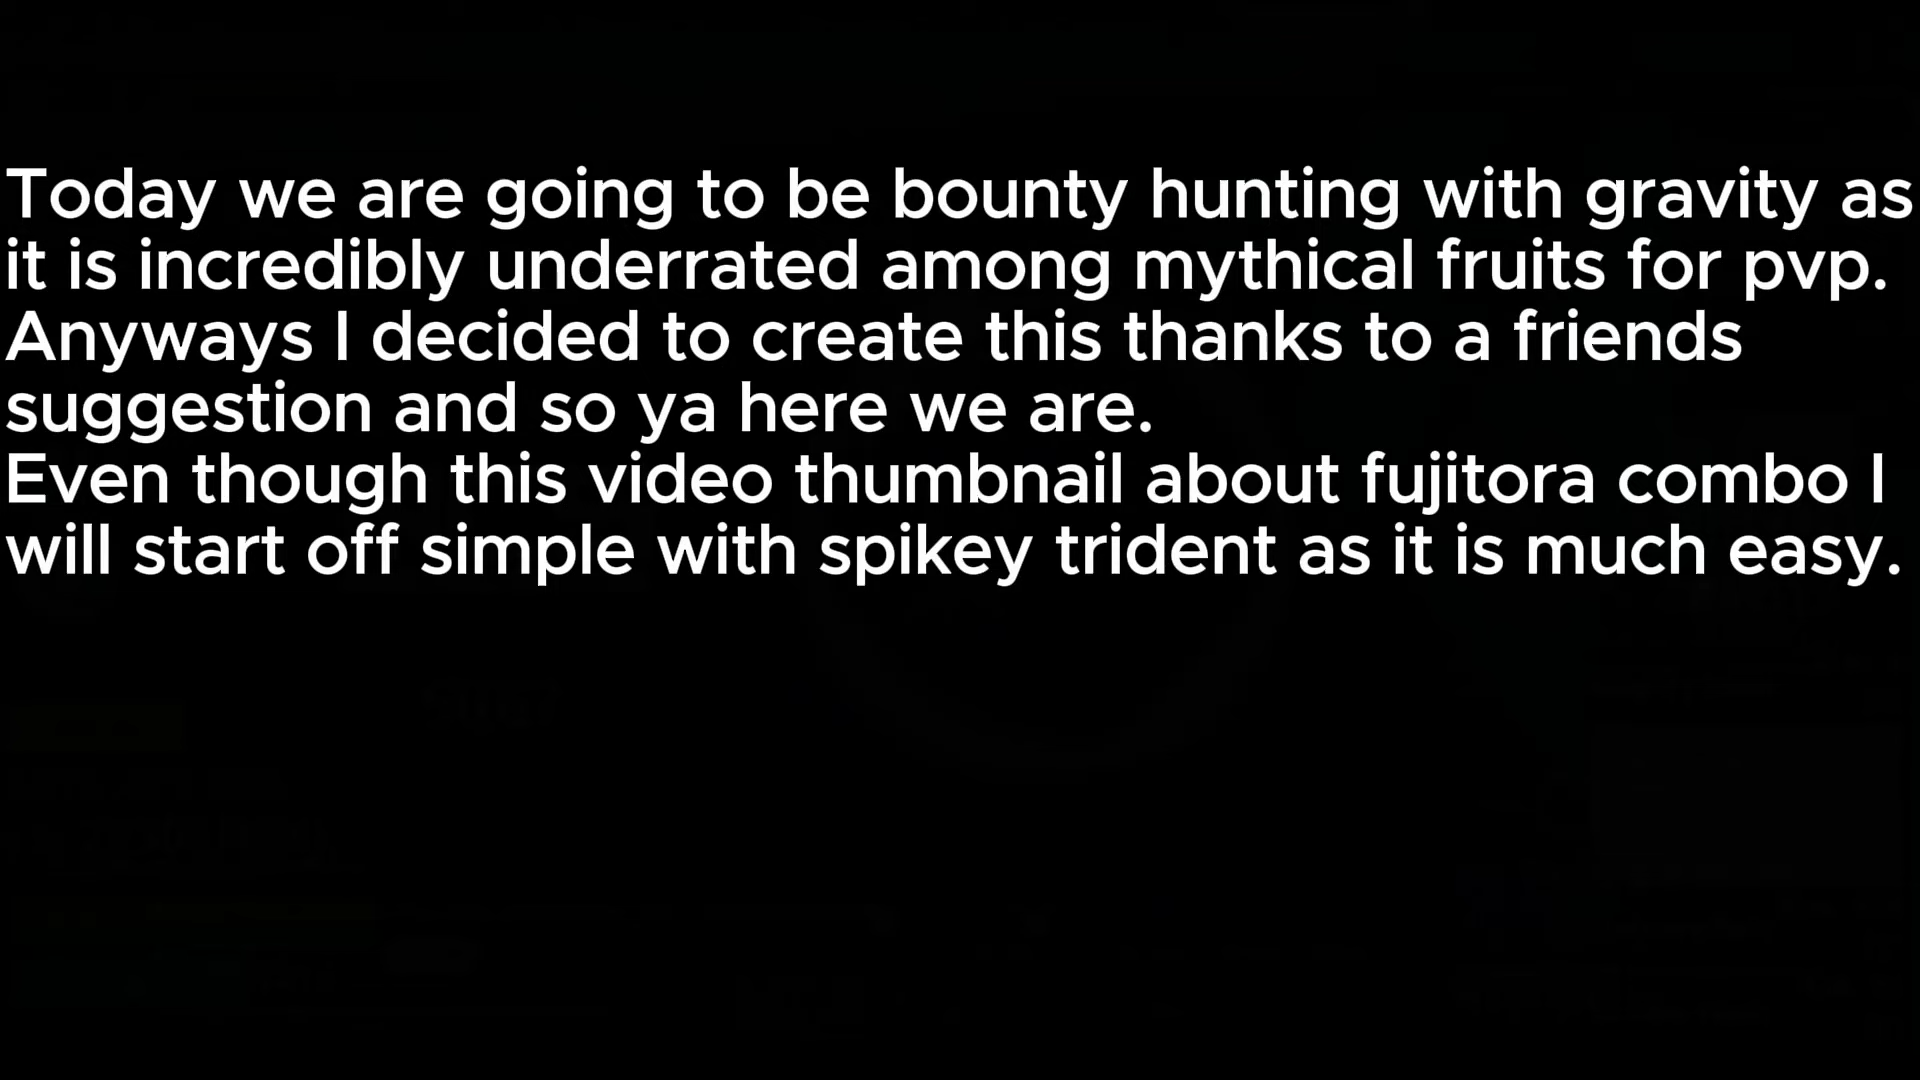 Today we are going to be bounty hunting with gravity as
it is incredibly underrated among mythical fruits for pvp.
Anyways I decided to create this thanks to a friends
suggestion and so ya here we are.
Even though this video thumbnail about fujitora combo I
will start off simple with spikey trident as it is much easy.